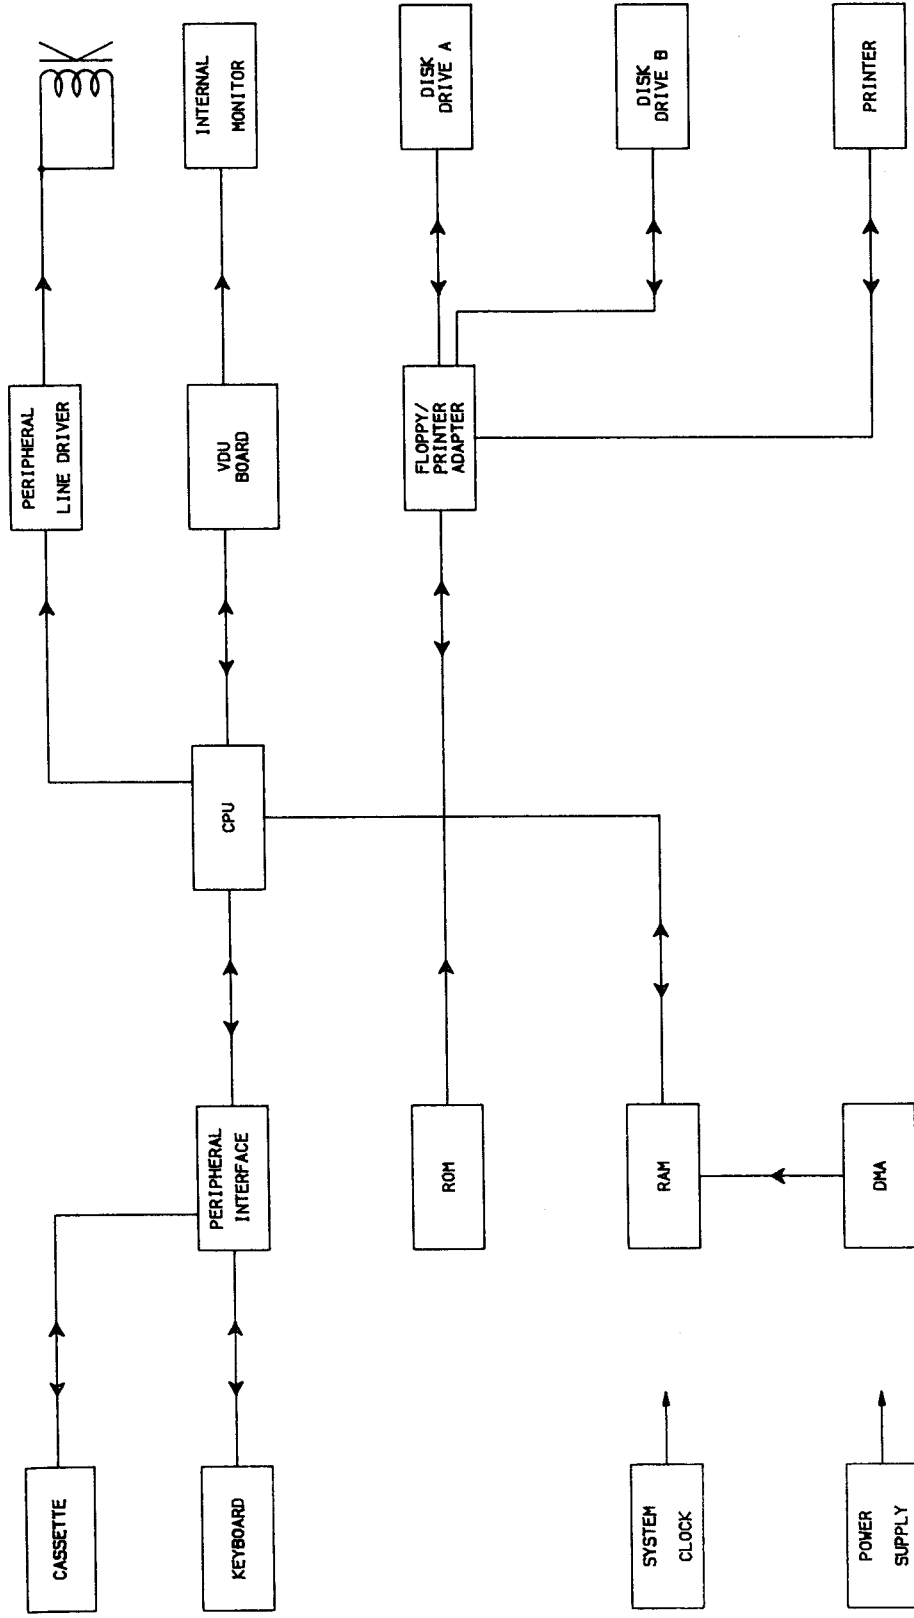 CASSETTE
PERIPHERAL
LINE DRIVER
KEYBOARD
PERIPHERAL
INTERFACE
CPU
VDU
BOARD
INTERNAL
MONITOR
ROM
FLOPPY/
PRINTER
ADAPTER
DISK
DRIVE A
SYSTEM
CLOCK
RAM
DISK
DRIVE B
POWER
SUPPLY
DMA
PRINTER